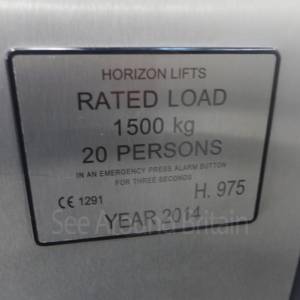 HORIZON LIFTS
RATED LOAD
1500 kg
20 PERSONS
IN AN EMERGENCY PRESS ALARM BUTTON
FOR THREE SECONDS
CE 1291 H. 975
YEAR 2014
See Around Britain